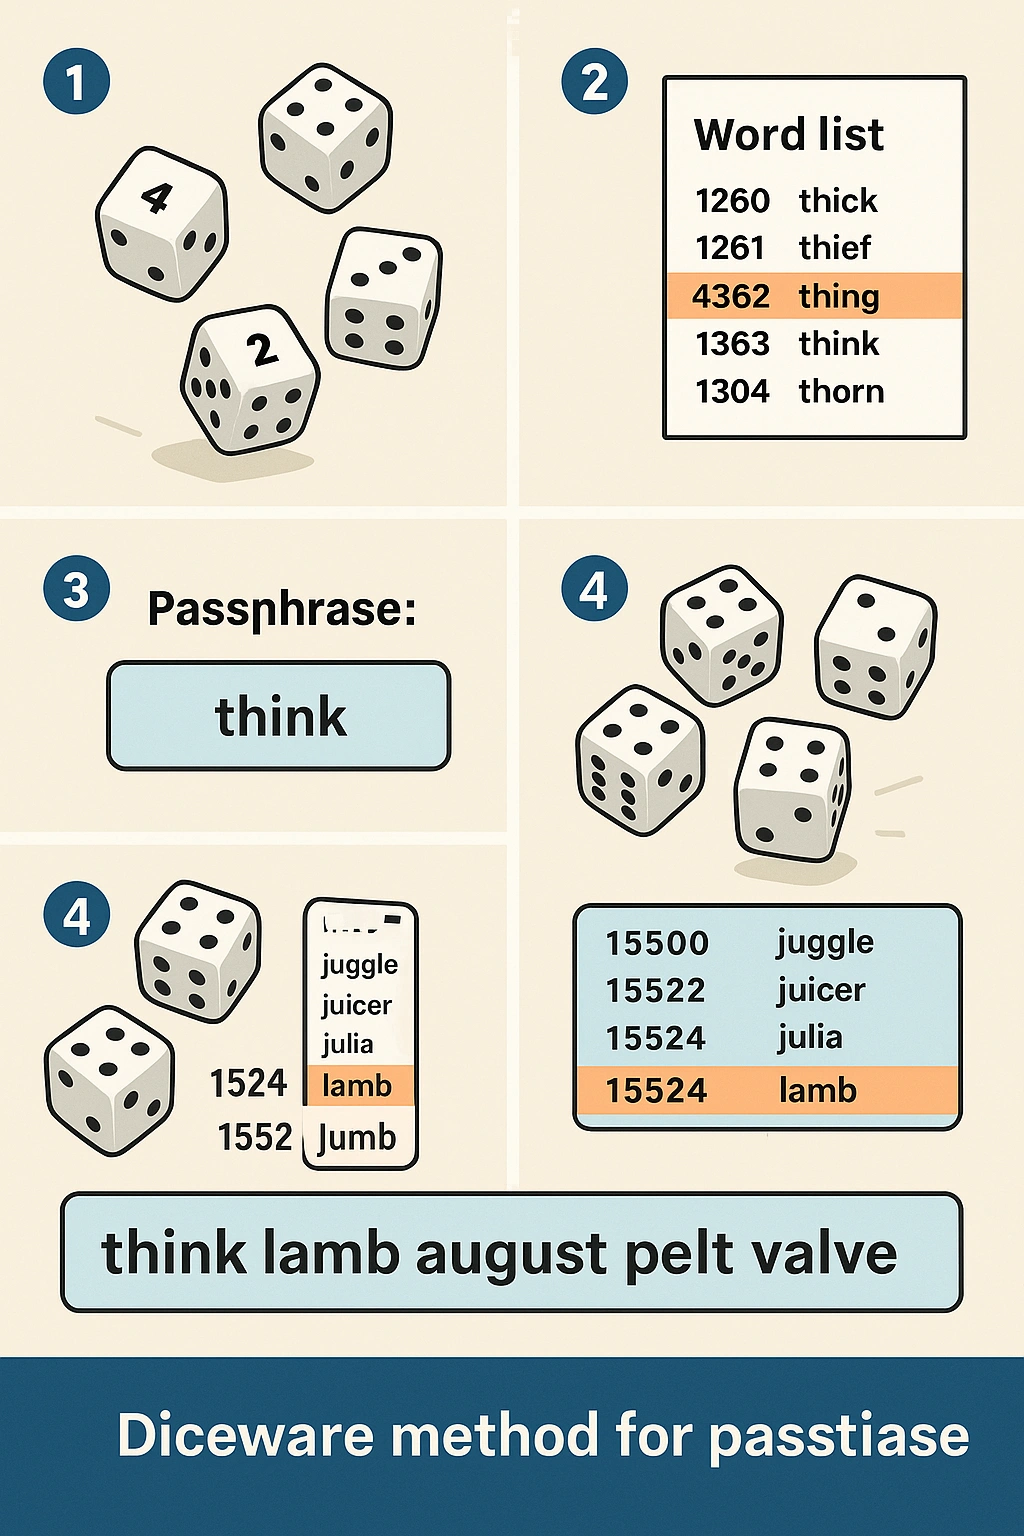 1
4
2
2
Word list
1260 thick
1261 thief
4362 thing
1363 think
1304 thorn
3
Passphrase:
think
4
15500 juggle
15522 juicer
15524 julia
15524 lamb
4
juggle
juicer
julia
1524 lamb
1552 Jumb
think lamb august pelt valve
Diceware method for passtiase